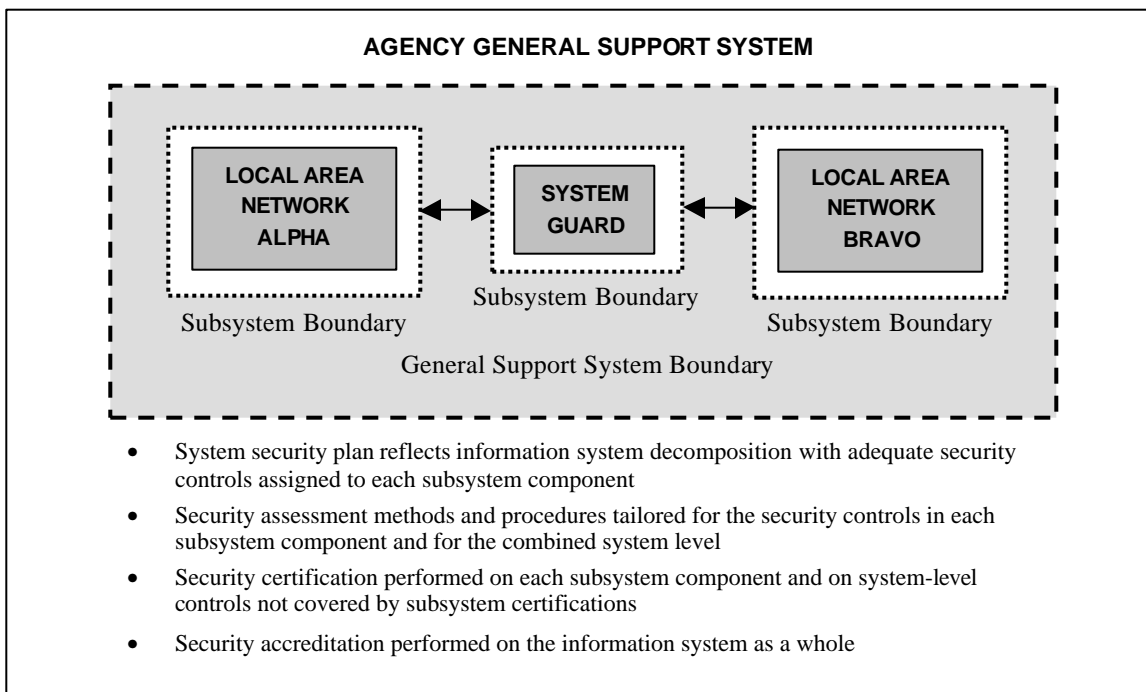 AGENCY GENERAL SUPPORT SYSTEM
LOCAL AREA
NETWORK
ALPHA
SYSTEM
GUARD
LOCAL AREA
NETWORK
BRAVO
Subsystem Boundary
Subsystem Boundary
Subsystem Boundary
General Support System Boundary
• System security plan reflects information system decomposition with adequate security
controls assigned to each subsystem component
• Security assessment methods and procedures tailored for the security controls in each
subsystem component and for the combined system level
• Security certification performed on each subsystem component and on system-level
controls not covered by subsystem certifications
• Security accreditation performed on the information system as a whole